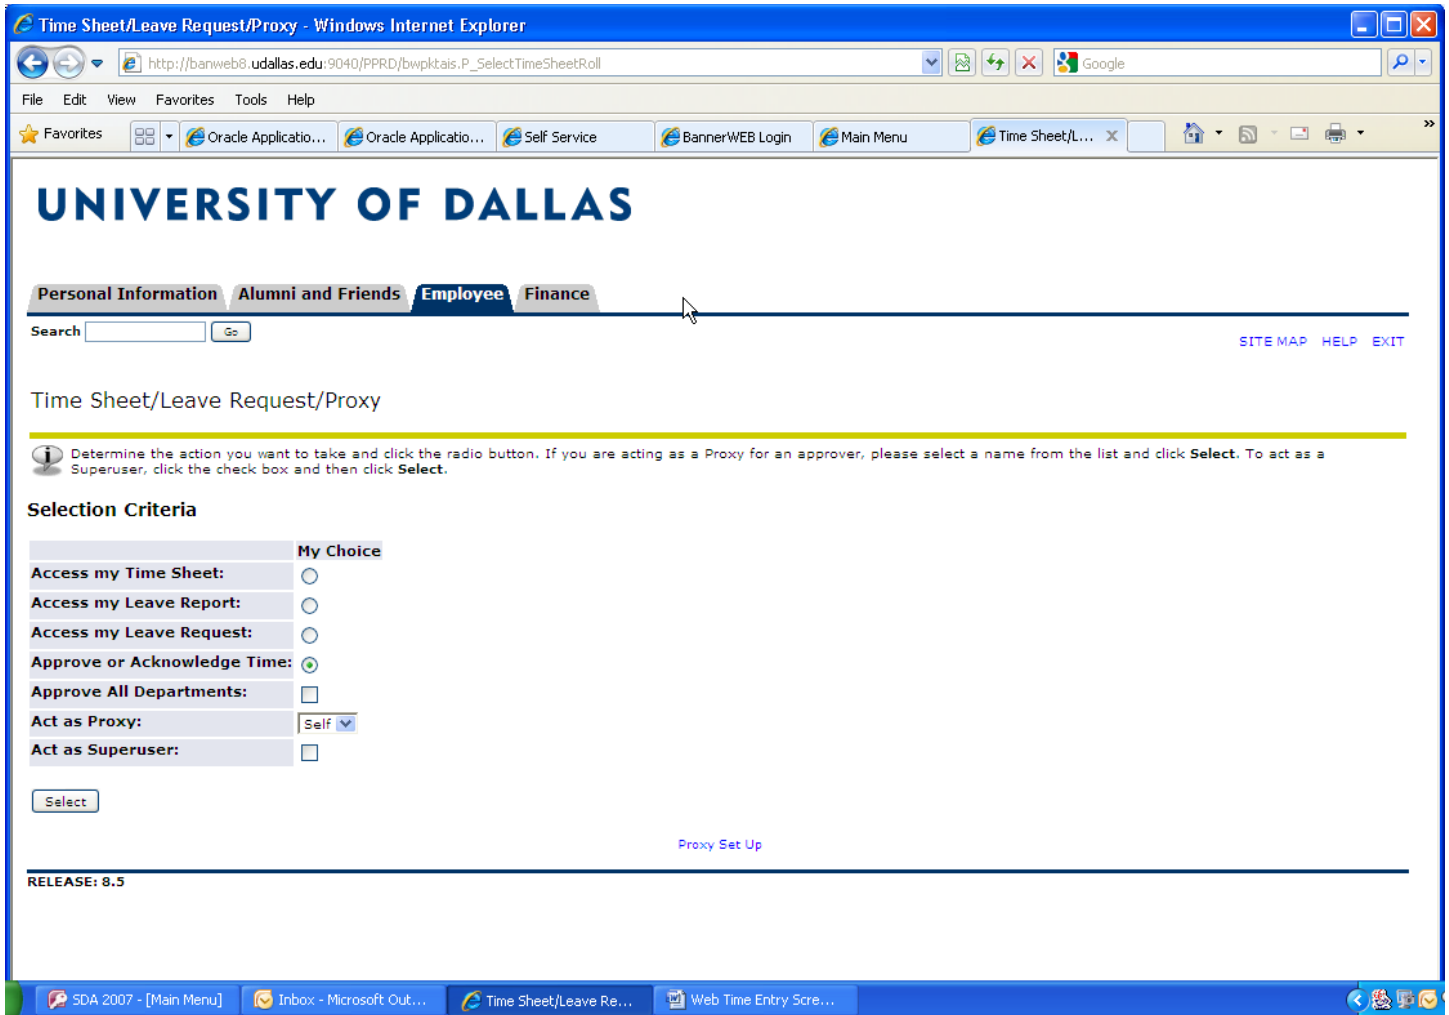 Time Sheet/Leave Request/Proxy - Windows Internet Explorer
http://banweb8.udallas.edu:9040/PPRD/bwpktais.P_SelectTimeSheetRoll
Google
File Edit View Favorites Tools Help
Favorites Oracle Applicatio... Oracle Applicatio... Self Service BannerWEB Login Main Menu Time Sheet/L... X »
UNIVERSITY OF DALLAS
Personal Information Alumni and Friends Employee Finance
Search Go
SITE MAP HELP EXIT
Time Sheet/Leave Request/Proxy
Determine the action you want to take and click the radio button. If you are acting as a Proxy for an approver, please select a name from the list and click Select. To act as a
Superuser, click the check box and then click Select.
Selection Criteria
My Choice
Access my Time Sheet:
Access my Leave Report:
Access my Leave Request:
Approve or Acknowledge Time:
Approve All Departments:
Act as Proxy: Self
Act as Superuser:
Select
Proxy Set Up
RELEASE: 8.5
SDA 2007 - [Main Menu] Inbox - Microsoft Out... Time Sheet/Leave Re... Web Time Entry Scre...